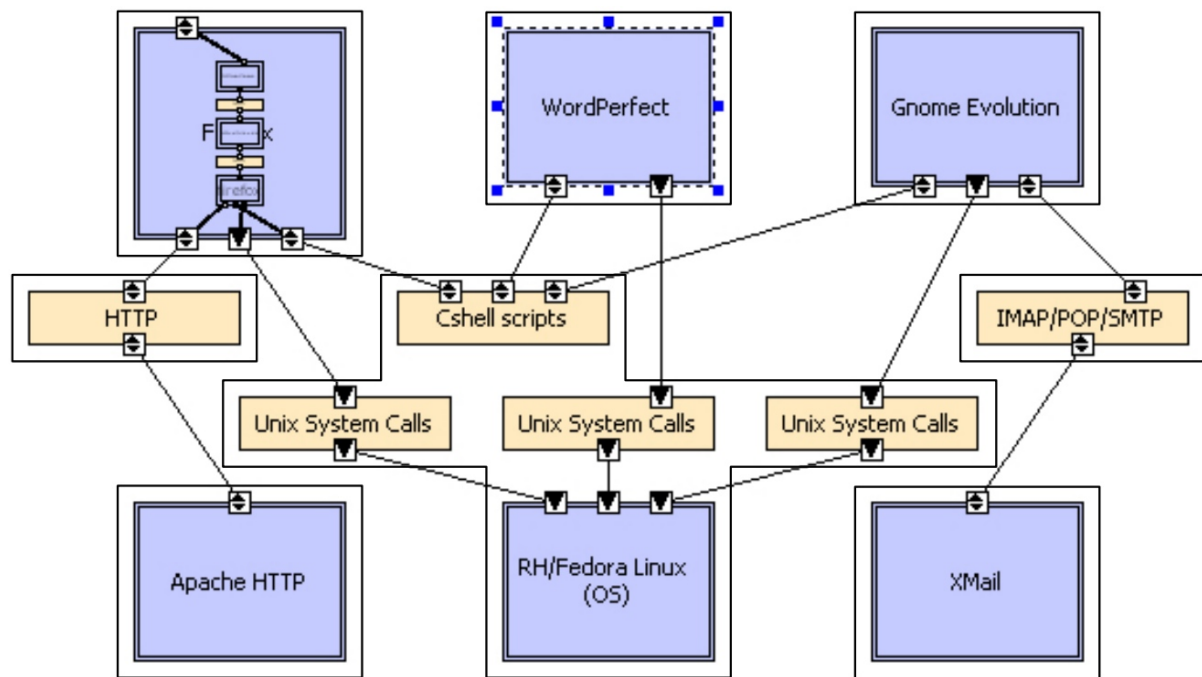 WordPerfect
Gnome Evolution
F x
firefox
HTTP
Cshell scripts
IMAP/POP/SMTP
Unix System Calls
Unix System Calls
Unix System Calls
Apache HTTP
RH/Fedora Linux
(OS)
XMail